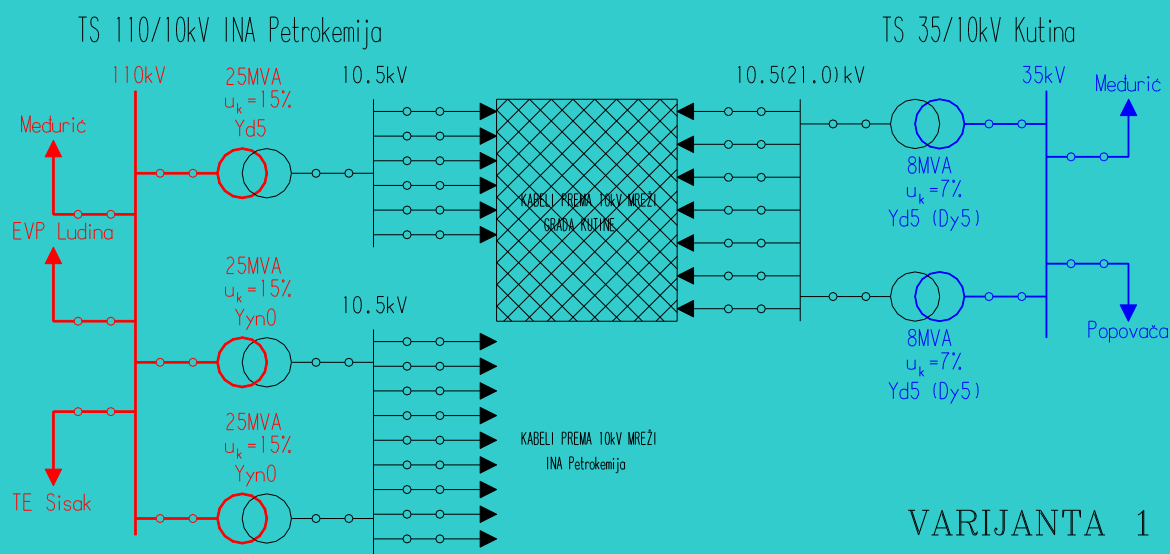 TS 110/10kV INA Petrokemija
TS 35/10kV Kutina
110kV
25MVA
uk=15%
Yd5
10.5kV
10.5(21.0)kV
35kV
Međurić
Međurić
8MVA
uk=7%
Yd5 (Dy5)
KABELI PREMA 10kV MREŽI
GRADA KUTINE
EVP Ludina
25MVA
uk=15%
Yyn0
10.5kV
8MVA
uk=7%
Yd5 (Dy5)
Popovača
25MVA
uk=15%
Yyn0
KABELI PREMA 10kV MREŽI
INA Petrokemija
TE Sisak
VARIJANTA 1